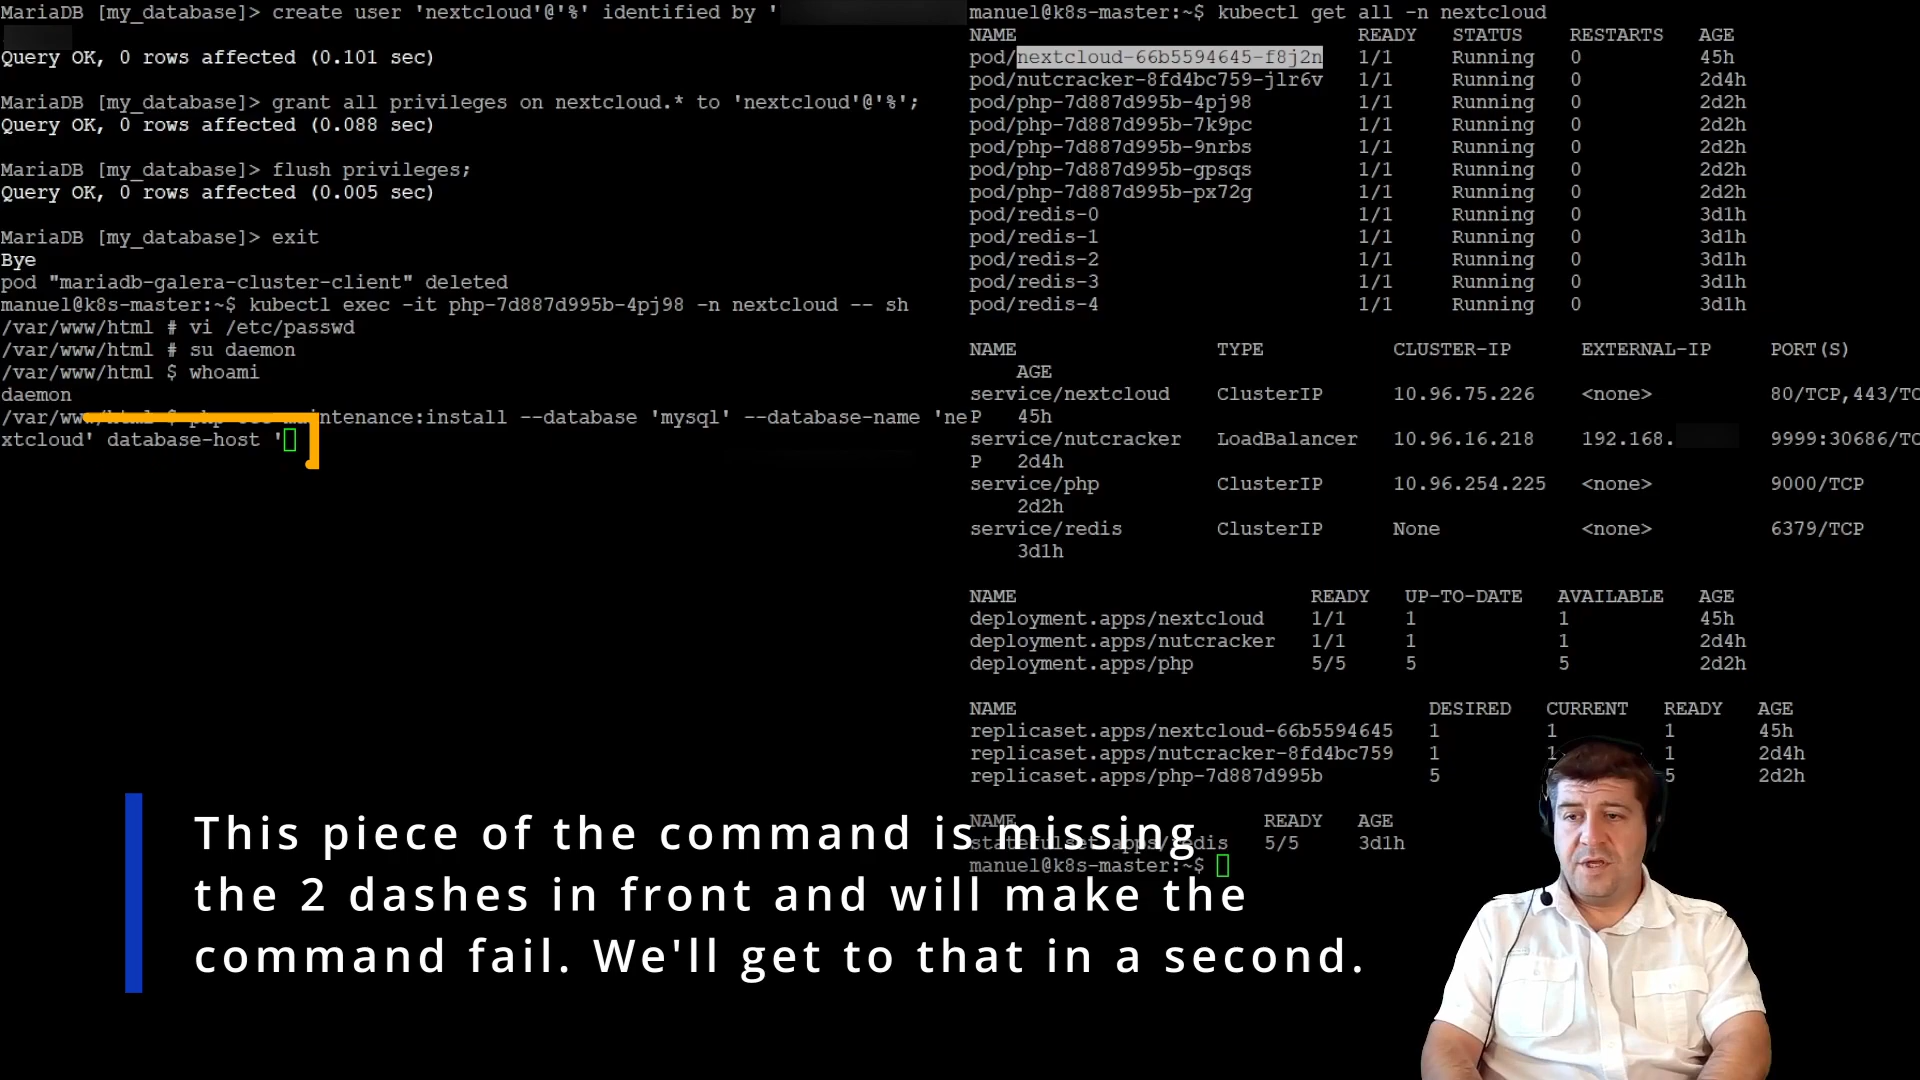 MariaDB [my_database]> create user 'nextcloud'@'%' identified by '
Query OK, 0 rows affected (0.101 sec)
MariaDB [my_database]> grant all privileges on nextcloud.* to 'nextcloud'@'%';
Query OK, 0 rows affected (0.088 sec)
MariaDB [my_database]> flush privileges;
Query OK, 0 rows affected (0.005 sec)
MariaDB [my_database]> exit
Bye
pod "mariadb-galera-cluster-client" deleted
manuel@k8s-master:~$ kubectl exec -it php-7d887d995b-4pj98 -n nextcloud -- sh
/var/www/html # vi /etc/passwd
/var/www/html # su daemon
/var/www/html $ whoami
daemon
/var/www/html $ php occ maintenance:install --database 'mysql' --database-name 'ne
xtcloud' database-host '
manuel@k8s-master:~$ kubectl get all -n nextcloud
NAME READY STATUS RESTARTS AGE
pod/nextcloud-66b5594645-f8j2n 1/1 Running 0 45h
pod/nutcracker-8fd4bc759-jlr6v 1/1 Running 0 2d4h
pod/php-7d887d995b-4pj98 1/1 Running 0 2d2h
pod/php-7d887d995b-7k9pc 1/1 Running 0 2d2h
pod/php-7d887d995b-9nrbs 1/1 Running 0 2d2h
pod/php-7d887d995b-gpsqs 1/1 Running 0 2d2h
pod/php-7d887d995b-px72g 1/1 Running 0 2d2h
pod/redis-0 1/1 Running 0 3d1h
pod/redis-1 1/1 Running 0 3d1h
pod/redis-2 1/1 Running 0 3d1h
pod/redis-3 1/1 Running 0 3d1h
pod/redis-4 1/1 Running 0 3d1h
NAME TYPE CLUSTER-IP EXTERNAL-IP PORT(S)
AGE
service/nextcloud ClusterIP 10.96.75.226 <none> 80/TCP,443/TC
P 45h
service/nutcracker LoadBalancer 10.96.16.218 192.168. 9999:30686/TC
P 2d4h
service/php ClusterIP 10.96.254.225 <none> 9000/TCP
2d2h
service/redis ClusterIP None <none> 6379/TCP
3d1h
NAME READY UP-TO-DATE AVAILABLE AGE
deployment.apps/nextcloud 1/1 1 1 45h
deployment.apps/nutcracker 1/1 1 1 2d4h
deployment.apps/php 5/5 5 5 2d2h
NAME DESIRED CURRENT READY AGE
replicaset.apps/nextcloud-66b5594645 1 1 1 45h
replicaset.apps/nutcracker-8fd4bc759 1 1 1 2d4h
replicaset.apps/php-7d887d995b 5 5 2d2h
NAME READY AGE
statefulset.apps/redis 5/5 3d1h
manuel@k8s-master:~$
This piece of the command is missing
the 2 dashes in front and will make the
command fail. We'll get to that in a second.